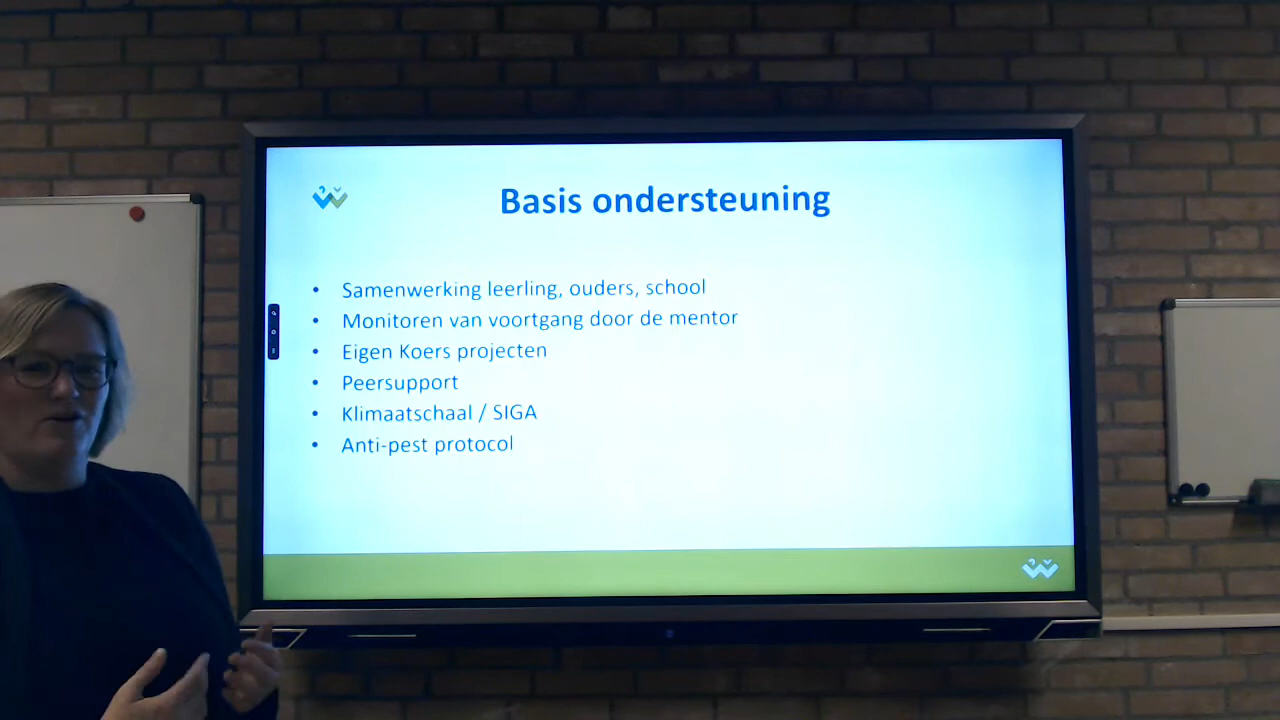 Basis ondersteuning
• Samenwerking leerling, ouders, school
• Monitoren van voortgang door de mentor
• Eigen Koers projecten
• Peersupport
• Klimaatschaal / SIGA
• Anti-pest protocol